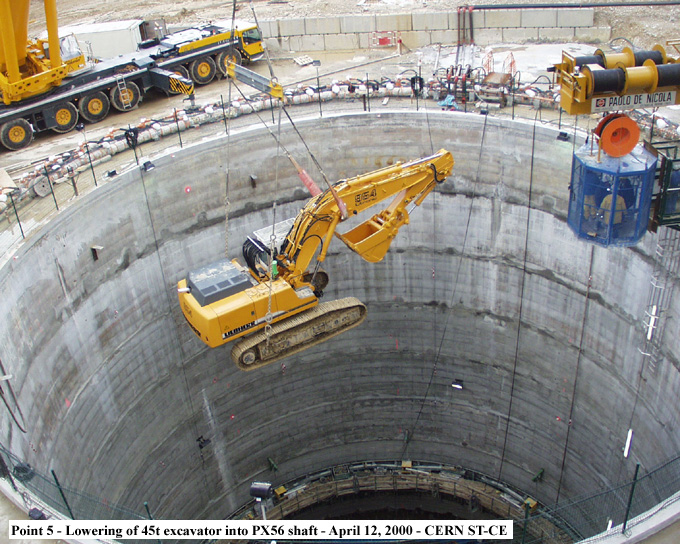 PAOLO DE NICOLA
954
LIEBHERR
Point 5 - Lowering of 45t excavator into PX56 shaft - April 12, 2000 - CERN ST-CE